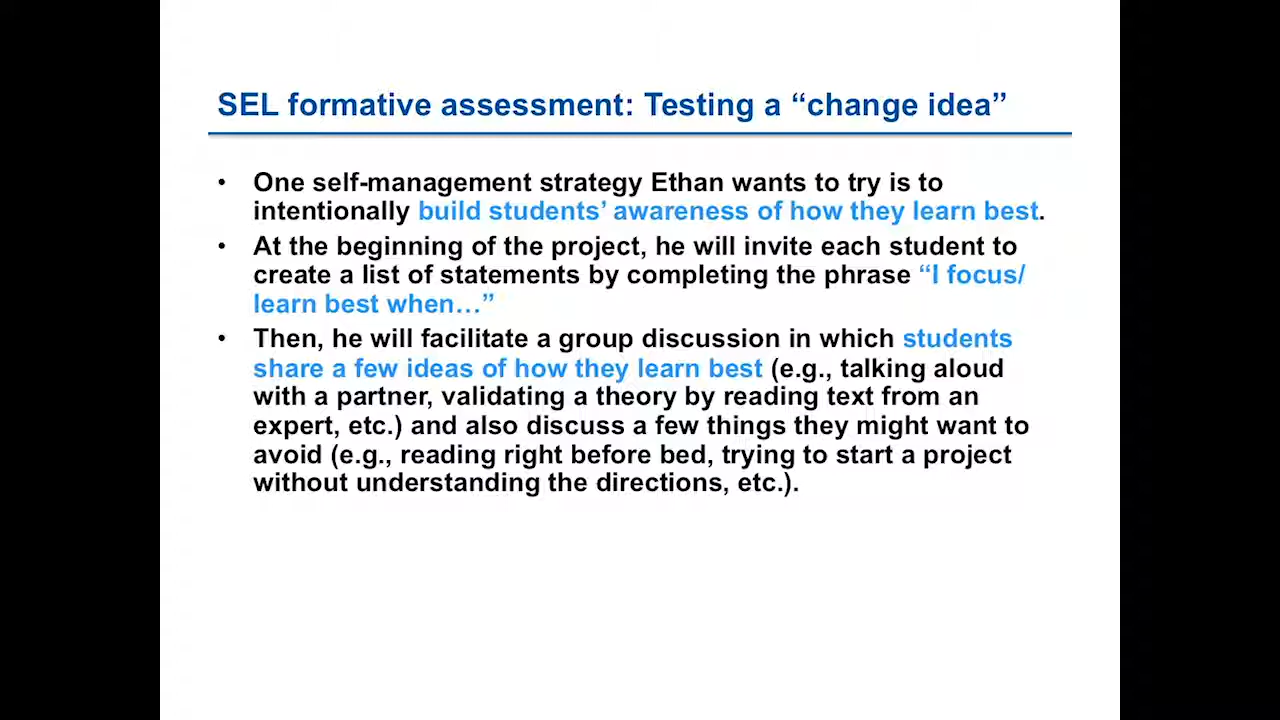 SEL formative assessment: Testing a “change idea”
• One self-management strategy Ethan wants to try is to
intentionally build students’ awareness of how they learn best.
• At the beginning of the project, he will invite each student to
create a list of statements by completing the phrase “I focus/
learn best when…”
• Then, he will facilitate a group discussion in which students
share a few ideas of how they learn best (e.g., talking aloud
with a partner, validating a theory by reading text from an
expert, etc.) and also discuss a few things they might want to
avoid (e.g., reading right before bed, trying to start a project
without understanding the directions, etc.).